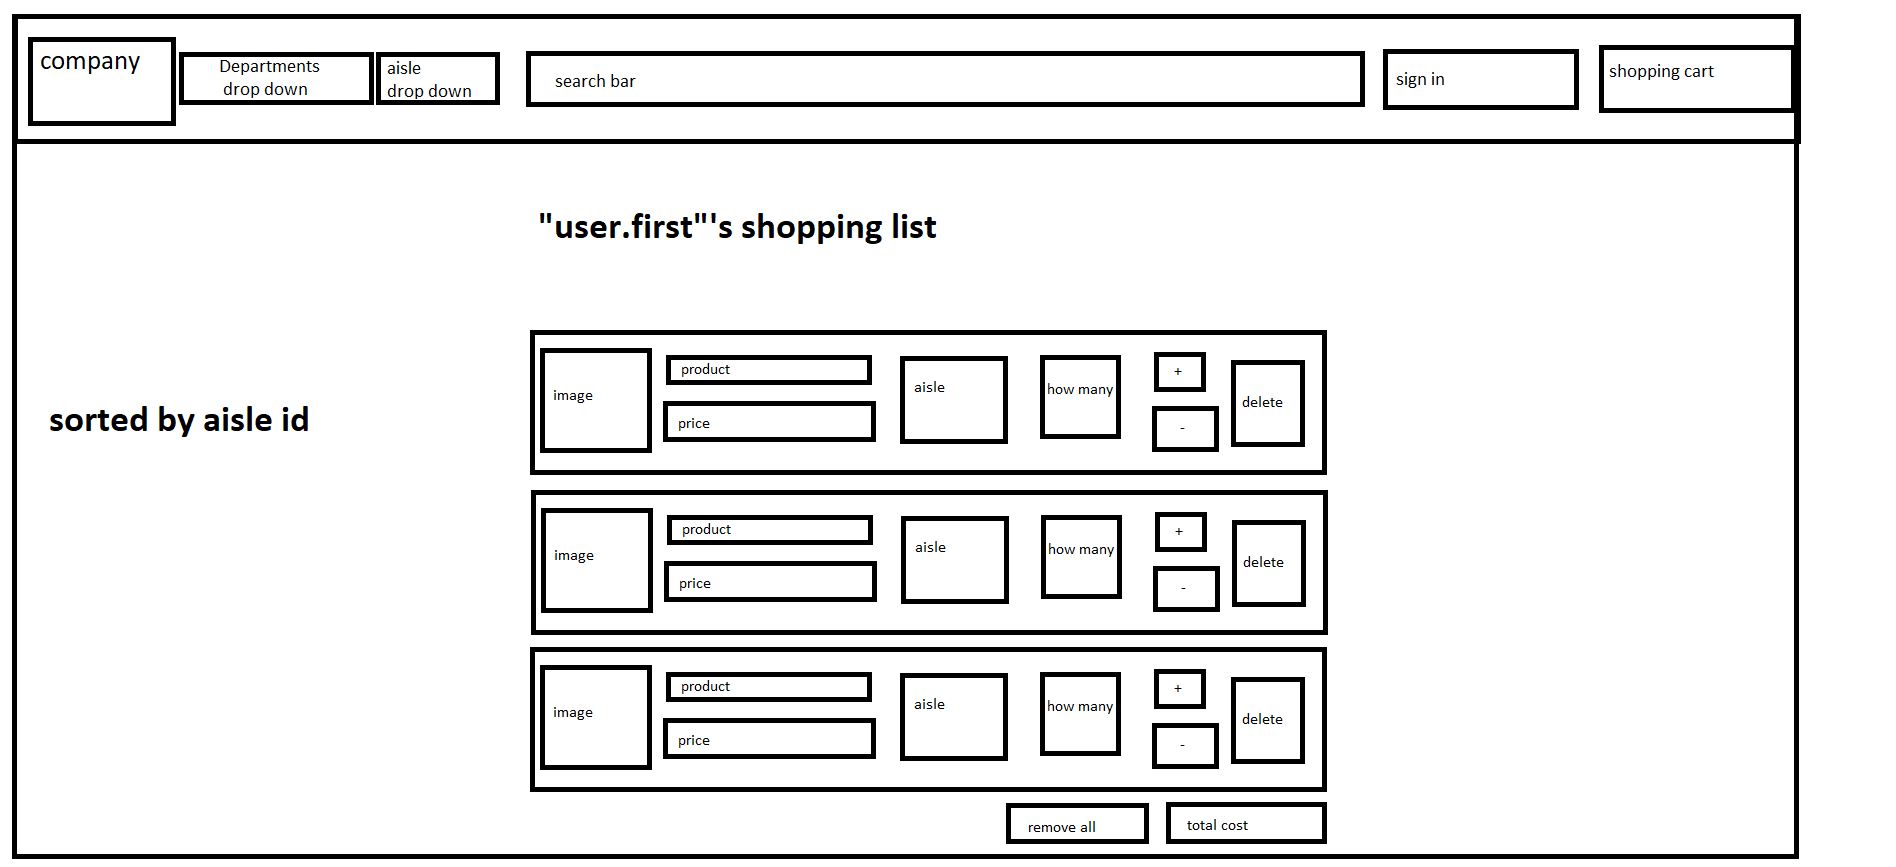 company
Departments
drop down
aisle
drop down
search bar
sign in
shopping cart
"user.first"'s shopping list
sorted by aisle id
image
product
price
aisle
how many
+
-
delete
image
product
price
aisle
how many
+
-
delete
image
product
price
aisle
how many
+
-
delete
remove all
total cost